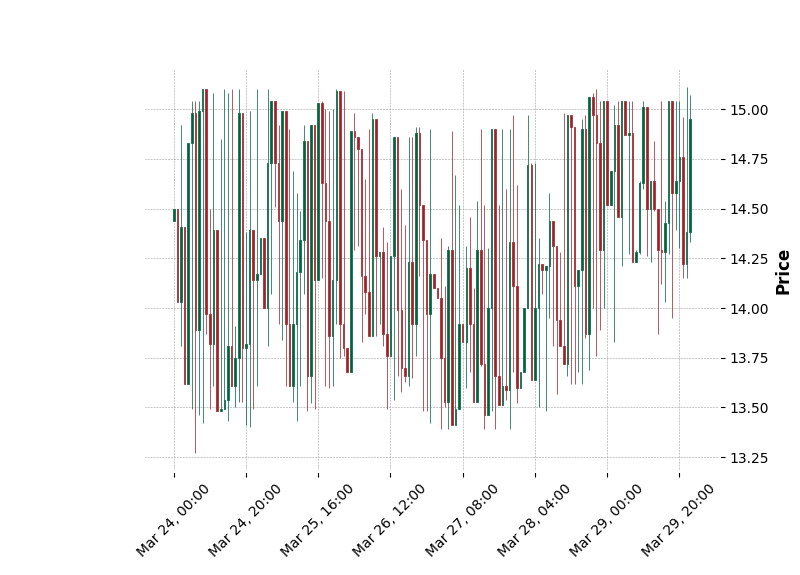 15.00
14.75
14.50
14.25
14.00
13.75
13.50
13.25
Price
Mar 24, 00:00
Mar 24, 20:00
Mar 25, 16:00
Mar 26, 12:00
Mar 27, 08:00
Mar 28, 04:00
Mar 29, 00:00
Mar 29, 20:00